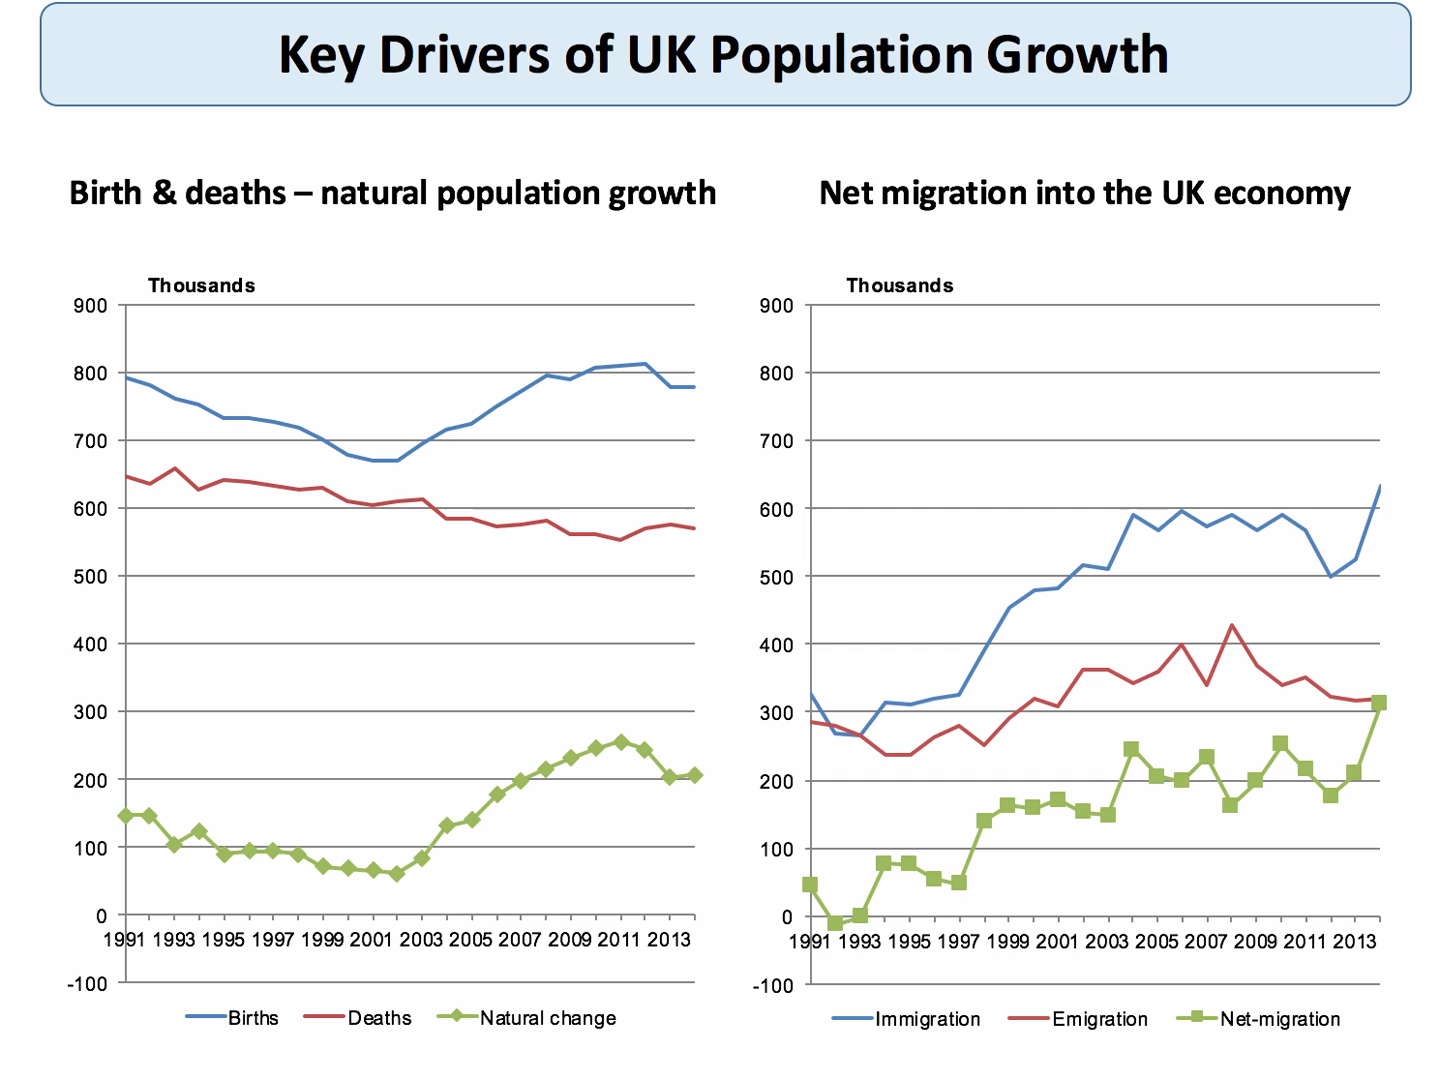 Key Drivers of UK Population Growth
Birth & deaths – natural population growth
Thousands
900
800
700
600
500
400
300
200
100
0
-100
1991 1993 1995 1997 1999 2001 2003 2005 2007 2009 2011 2013
Births Deaths Natural change
Net migration into the UK economy
Thousands
900
800
700
600
500
400
300
200
100
0
-100
1991 1993 1995 1997 1999 2001 2003 2005 2007 2009 2011 2013
Immigration Emigration Net-migration